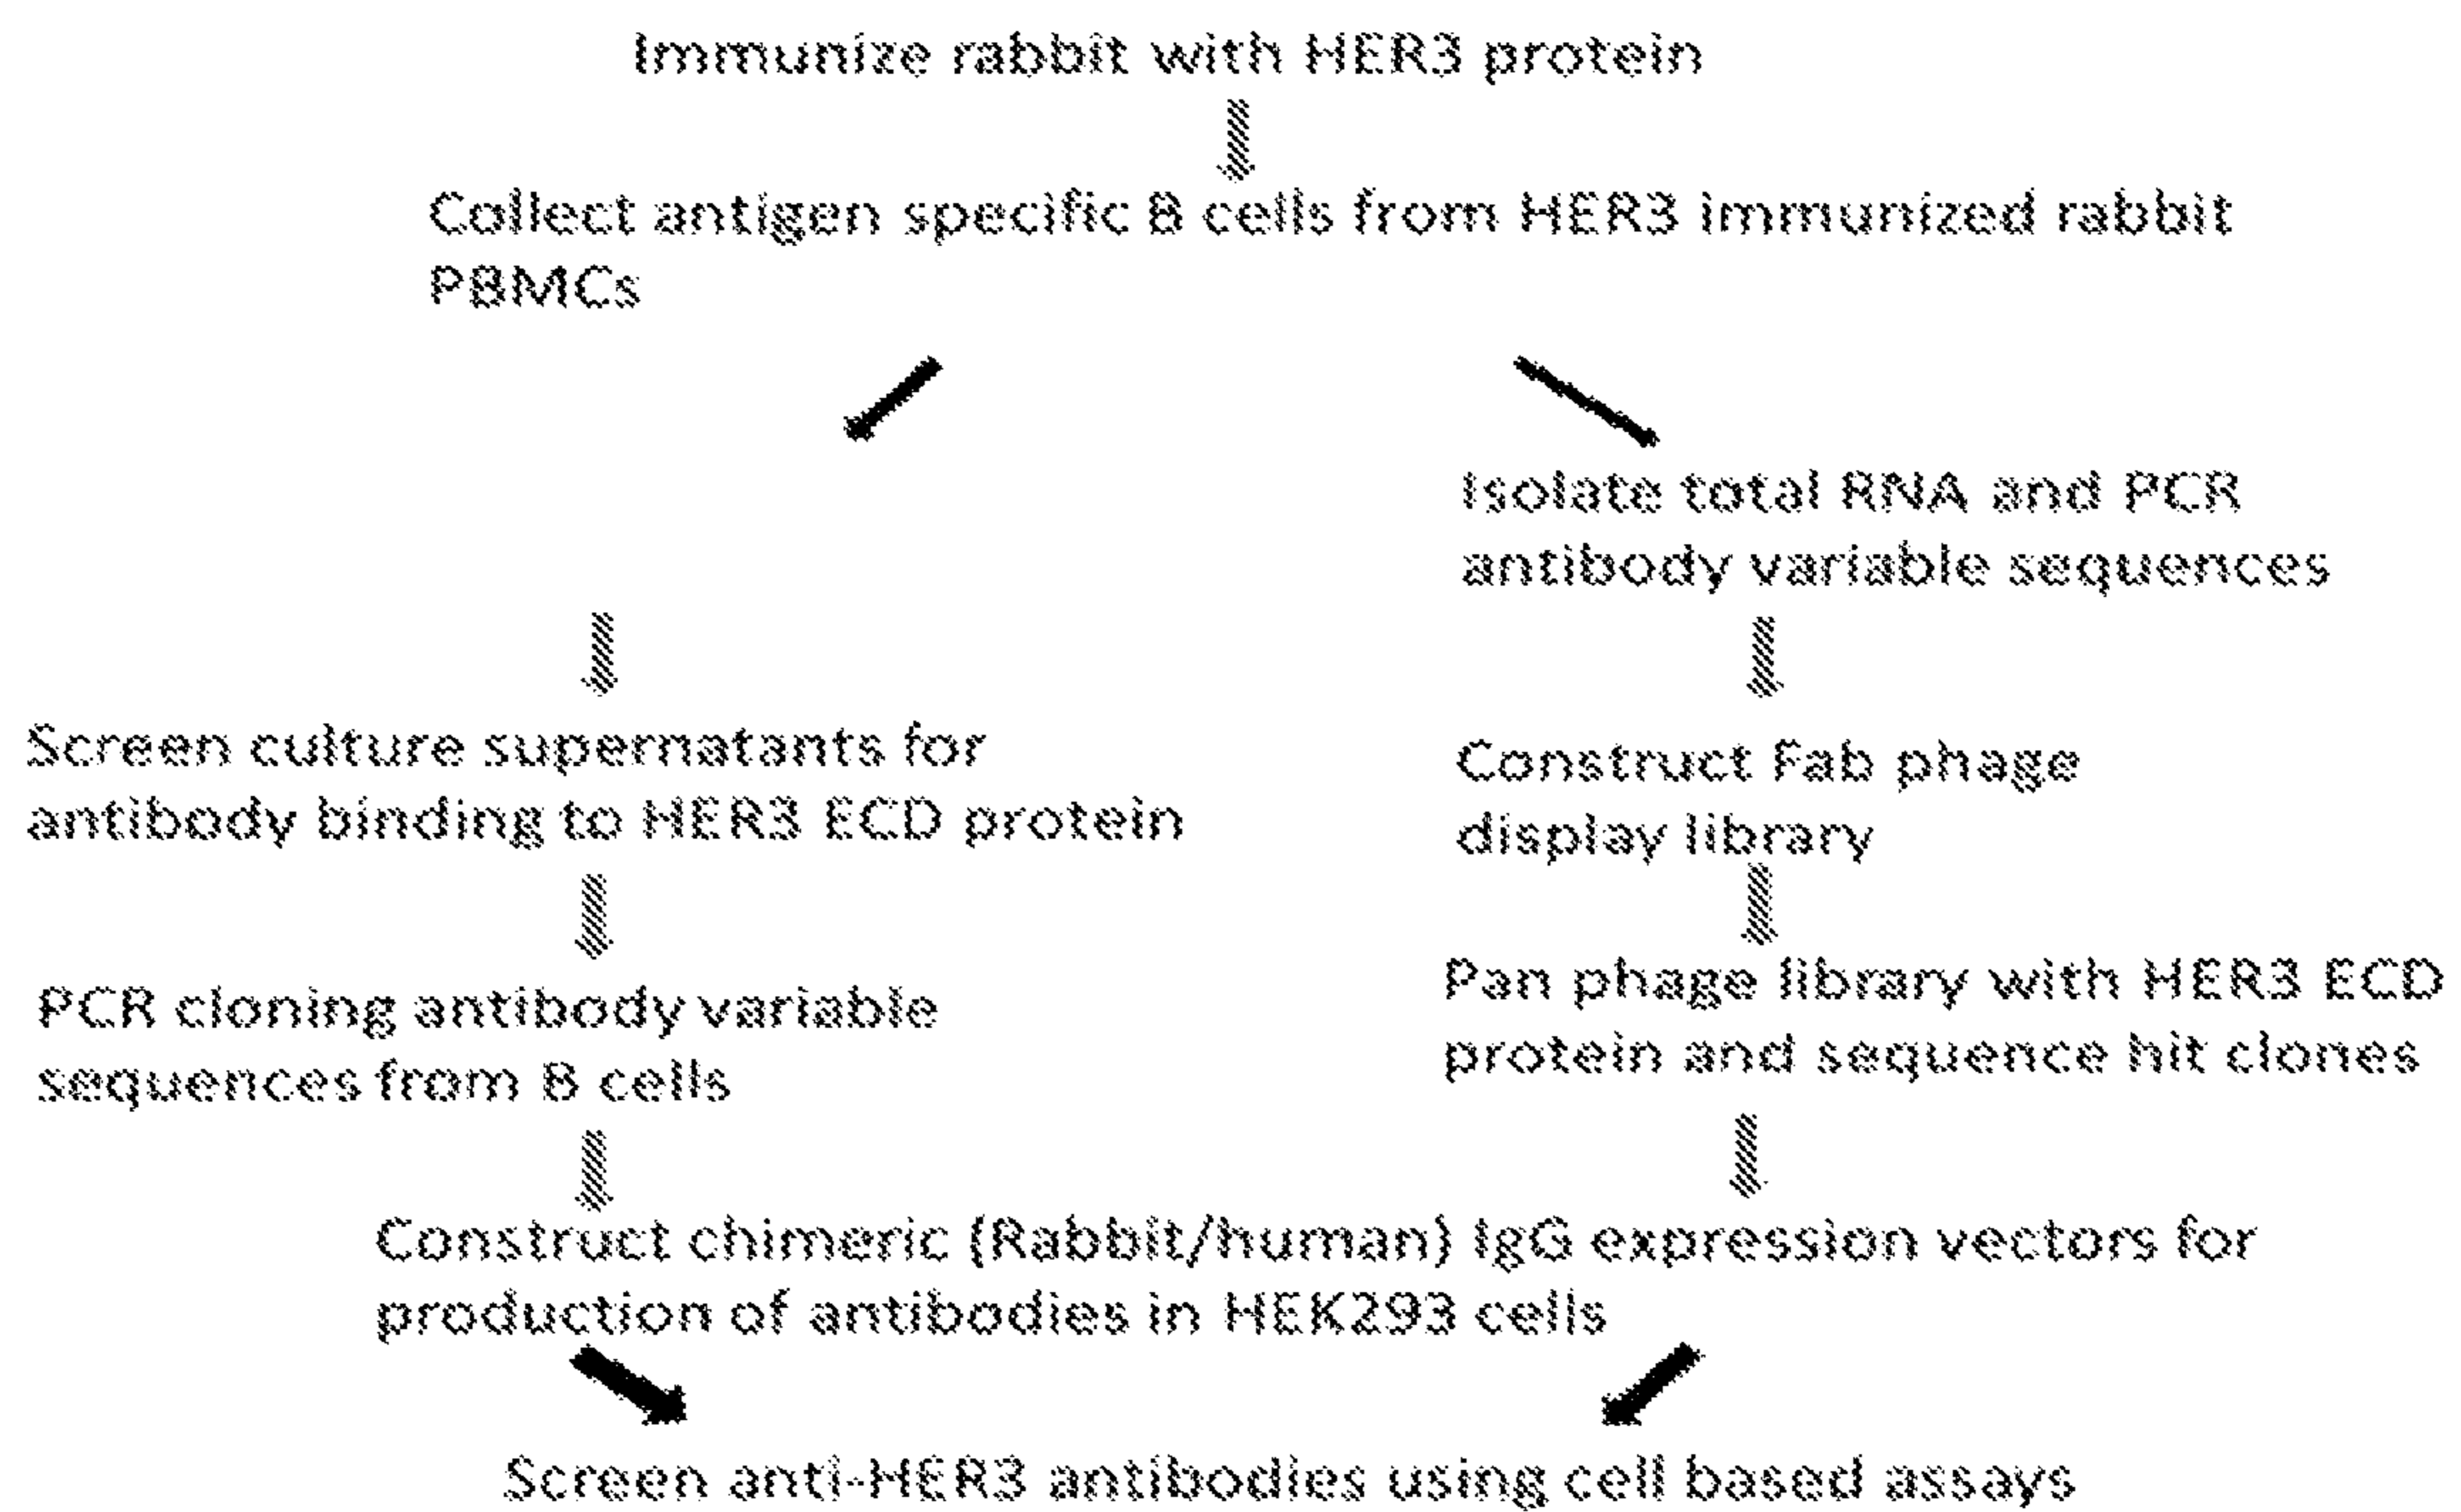 Immunize rabbit with HER3 protein
Collect antigen specific B cells from HER3 immunized rabbit
PBMCs
Isolate total RNA and PCR
antibody variable sequences
Screen culture supernatants for
antibody binding to HER3 ECD protein
Construct Fab phage
display library
PCR cloning antibody variable
sequences from B cells
Pan phage library with HER3 ECD
protein and sequence hit clones
Construct chimeric (Rabbit/human) IgG expression vectors for
production of antibodies in HEK293 cells
Screen anti-HER3 antibodies using cell based assays